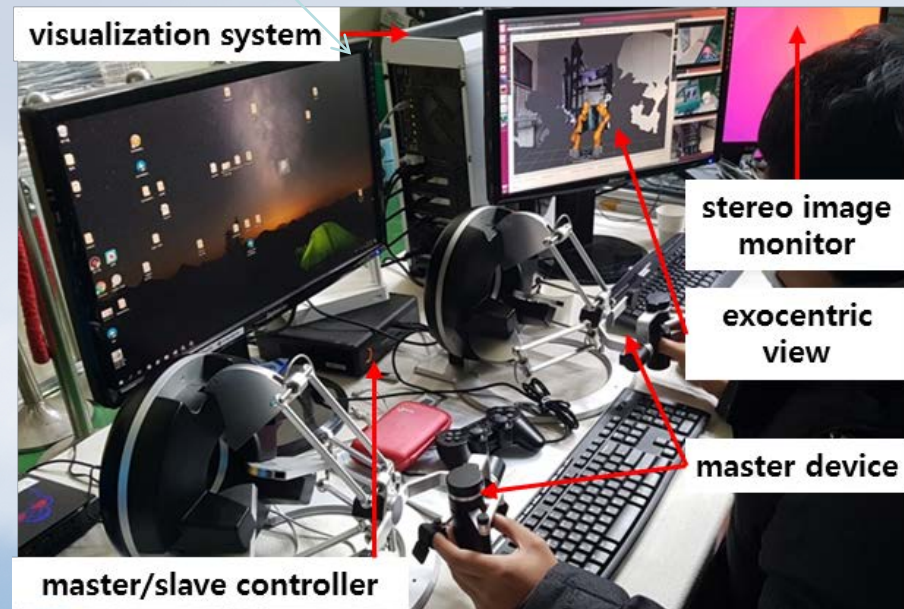 visualization system
stereo image
monitor
exocentric
view
master device
master/slave controller